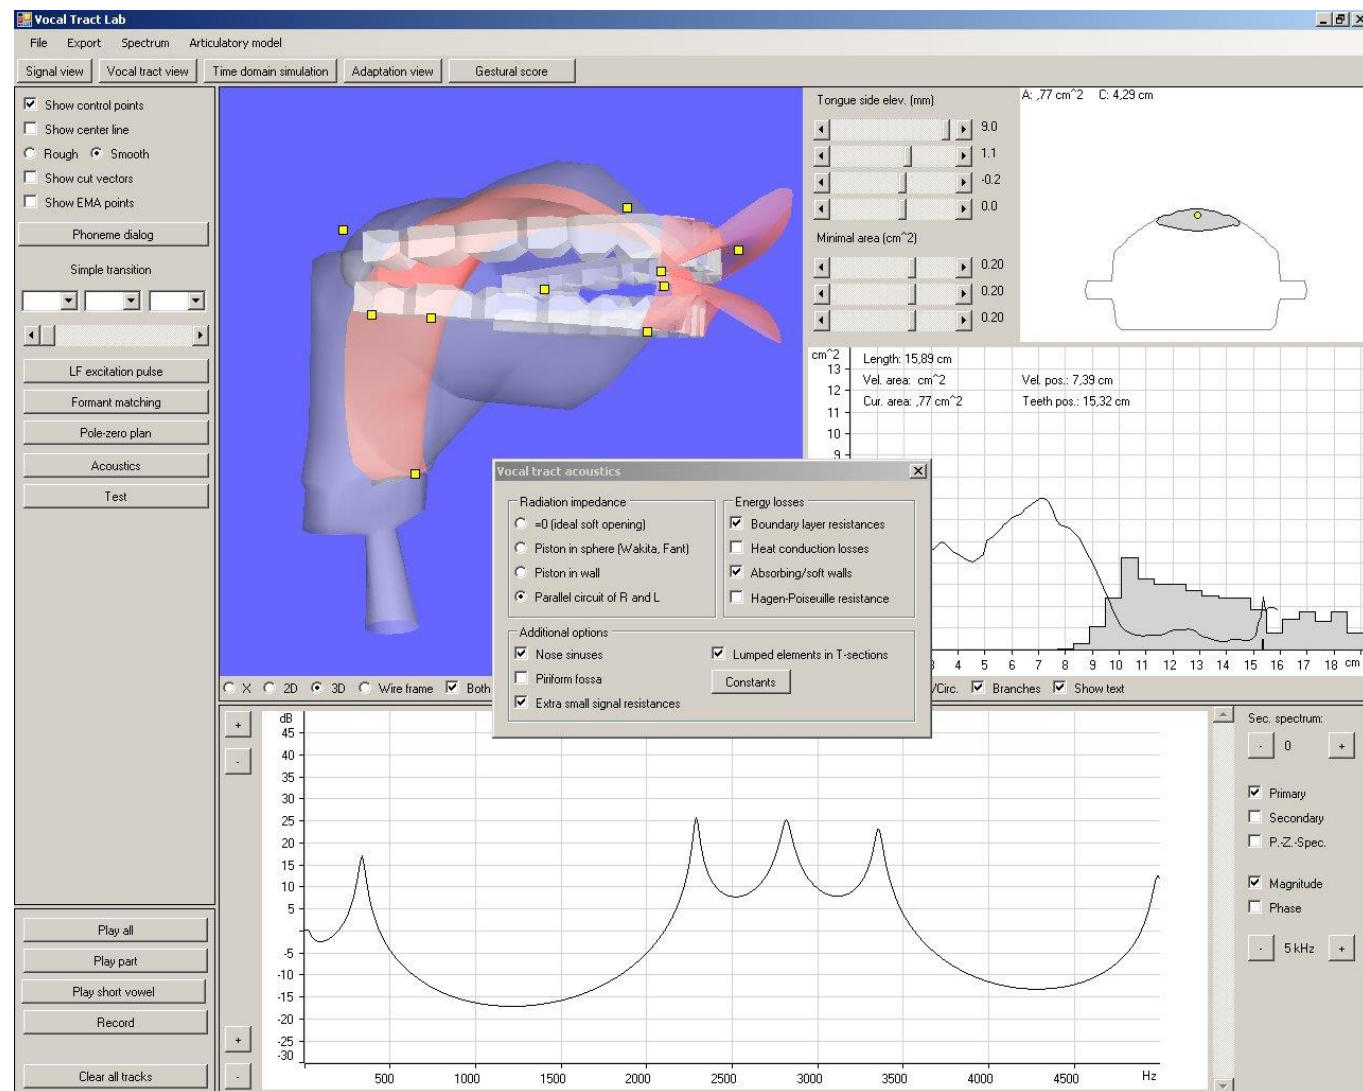 Vocal Tract Lab
File Export Spectrum Articulatory model
Signal view Vocal tract view Time domain simulation Adaptation view Gestural score
Show control points
Show center line
Rough Smooth
Show cut vectors
Show EMA points
Phoneme dialog
Simple transition
LF excitation pulse
Formant matching
Pole-zero plan
Acoustics
Test
Tongue side elev. (mm)
9.0
1.1
-0.2
0.0
Minimal area (cm^2)
0.20
0.20
0.20
A: ,77 cm^2 C: 4,29 cm
cm^2
13
12
11
10
9
Length: 15,89 cm
Vel. area: cm^2 Vel. pos.: 7,39 cm
Cur. area: ,77 cm^2 Teeth pos.: 15,32 cm
3 4 5 6 7 8 9 10 11 12 13 14 15 16 17 18 cm
Vocal tract acoustics
Radiation impedance
=0 (ideal soft opening)
Piston in sphere (Wakita, Fant)
Piston in wall
Parallel circuit of R and L
Energy losses
Boundary layer resistances
Heat conduction losses
Absorbing/soft walls
Hagen-Poiseuille resistance
Additional options
Nose sinuses
Piriform fossa
Extra small signal resistances
Lumped elements in T-sections
Constants
X 2D 3D Wire frame Both
/Circ. Branches Show text
+
-
+
-
dB
45
40
35
30
25
20
15
10
5
-5
-10
-15
-20
-25
-30
500 1000 1500 2000 2500 3000 3500 4000 4500 Hz
Sec. spectrum:
- 0 +
Primary
Secondary
P.-Z.-Spec.
Magnitude
Phase
- 5 kHz +
Play all
Play part
Play short vowel
Record
Clear all tracks